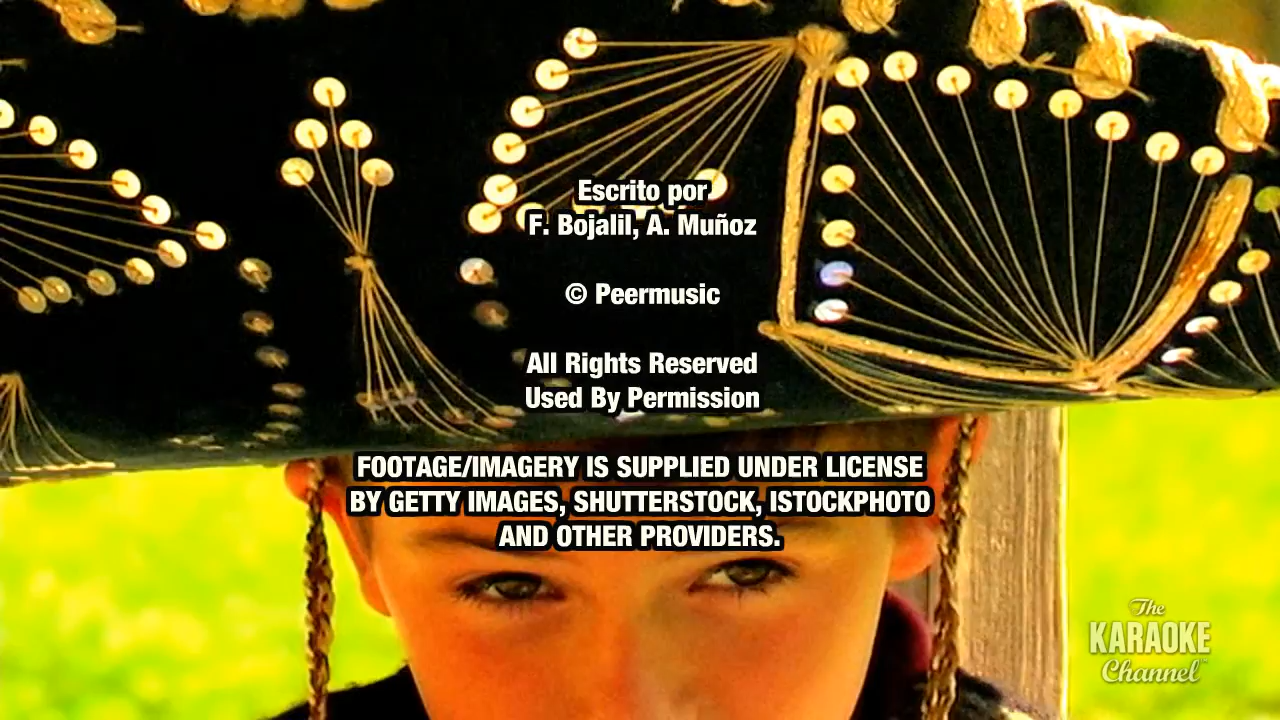 Escrito por
F. Bojalil, A. Muñoz
© Peermusic
All Rights Reserved
Used By Permission
FOOTAGE/IMAGERY IS SUPPLIED UNDER LICENSE
BY GETTY IMAGES, SHUTTERSTOCK, ISTOCKPHOTO
AND OTHER PROVIDERS.
The
KARAOKE
Channel™